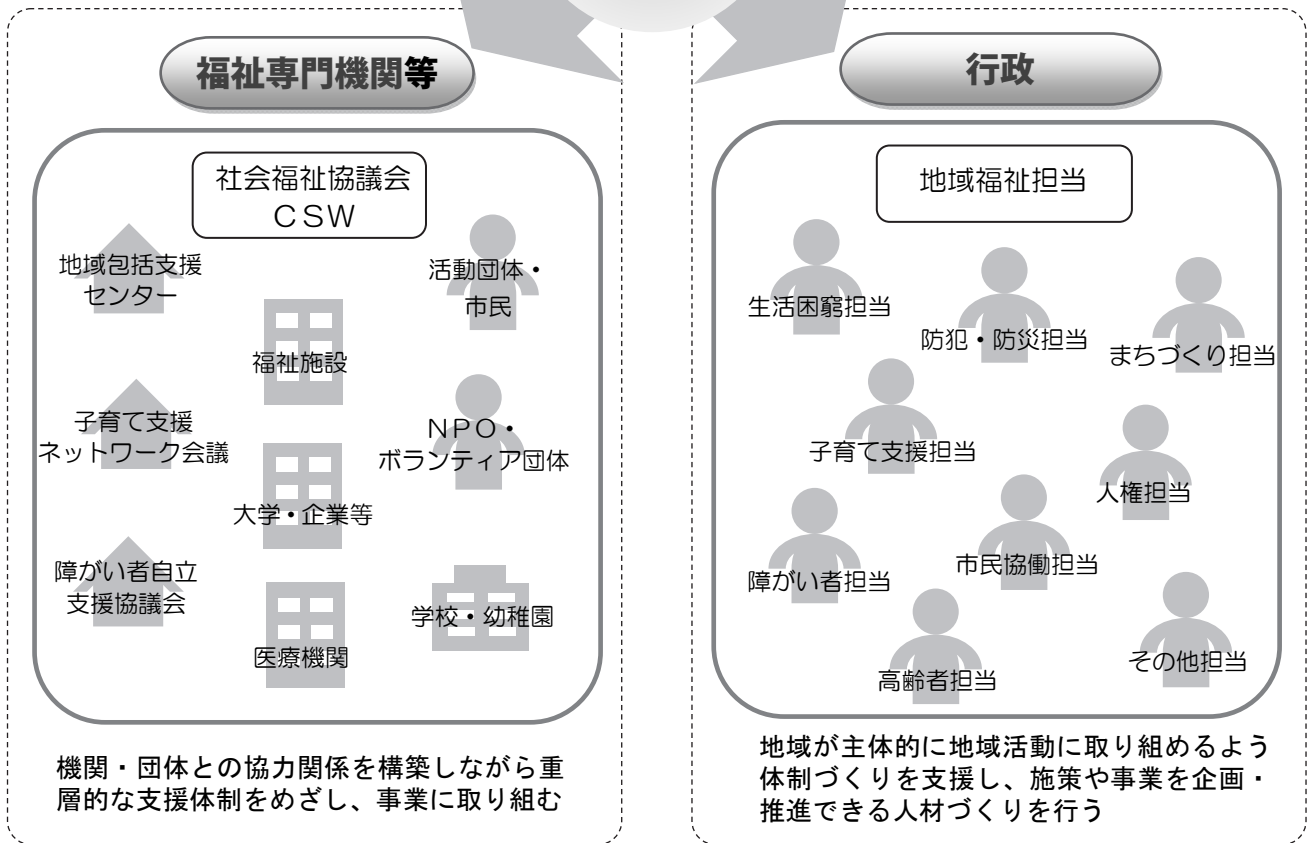 福祉専門機関等
社会福祉協議会
ＣＳＷ
地域包括支援
センター
活動団体・
市民
福祉施設
子育て支援
ネットワーク会議
ＮＰＯ・
ボランティア団体
大学・企業等
障がい者自立
支援協議会
学校・幼稚園
医療機関
機関・団体との協力関係を構築しながら重
層的な支援体制をめざし、事業に取り組む
行政
地域福祉担当
生活困窮担当
防犯・防災担当
まちづくり担当
子育て支援担当
人権担当
障がい者担当
市民協働担当
高齢者担当
その他担当
地域が主体的に地域活動に取り組めるよう
体制づくりを支援し、施策や事業を企画・
推進できる人材づくりを行う